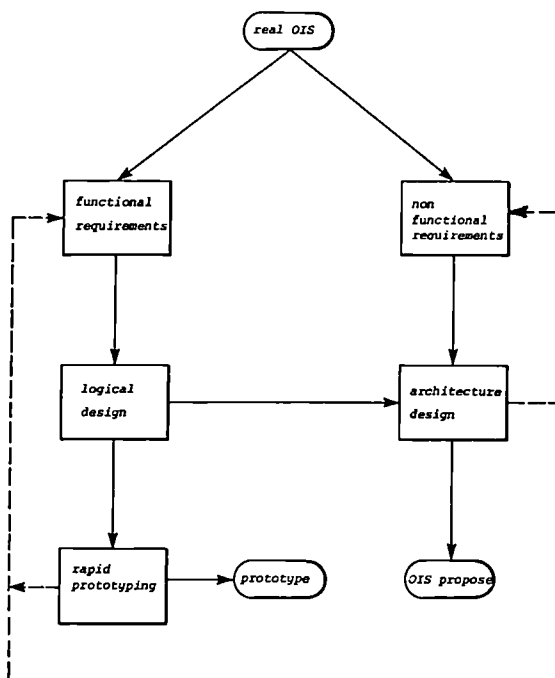 real OIS
functional
requirements
non
functional
requirements
logical
design
architecture
design
rapid
prototyping
prototype
OIS propose